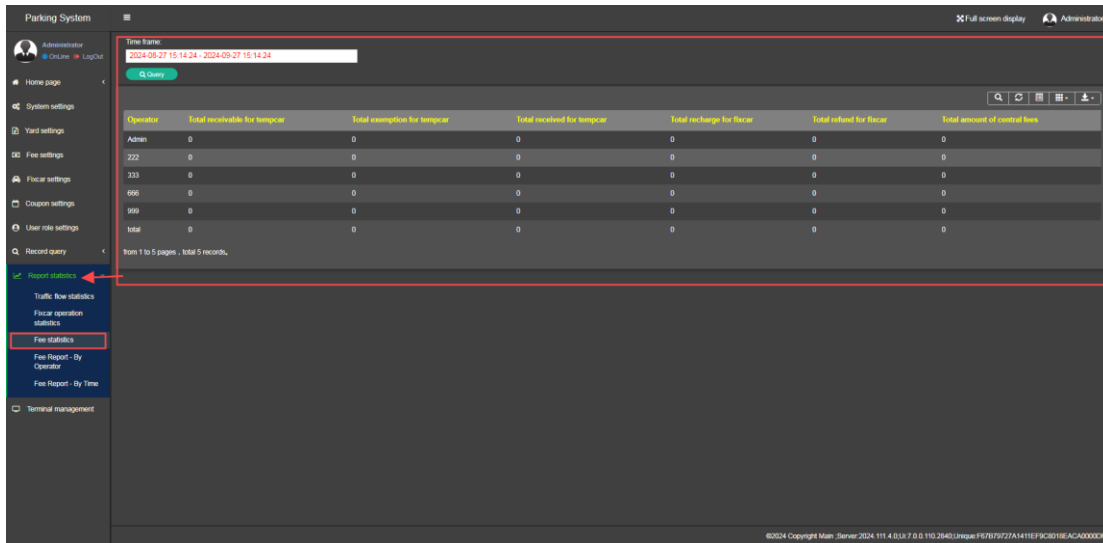 Parking System
Full screen display
Administrator
Administrator
OnLine LogOut
Home page
System settings
Yard settings
Fee settings
Fixcar settings
Coupon settings
User role settings
Record query
Report statistics
Traffic flow statistics
Fixcar operation
statistics
Fee statistics
Fee Report - By
Operator
Fee Report - By Time
Terminal management
Time frame:
2024-08-27 15:14:24 - 2024-09-27 15:14:24
Query
Operator Total receivable for tempcar Total exemption for tempcar Total received for tempcar Total recharge for fixcar Total refund for fixcar Total amount of central fees
Admin 0 0 0 0 0 0
222 0 0 0 0 0 0
333 0 0 0 0 0 0
666 0 0 0 0 0 0
999 0 0 0 0 0 0
total 0 0 0 0 0 0
from 1 to 5 pages , total 5 records。
©2024 Copyright Main ;Server:2024.111.4.0;UI:7.0.0.110.2840;Unique:F67B79727A1411EF9C8018EACA0000D